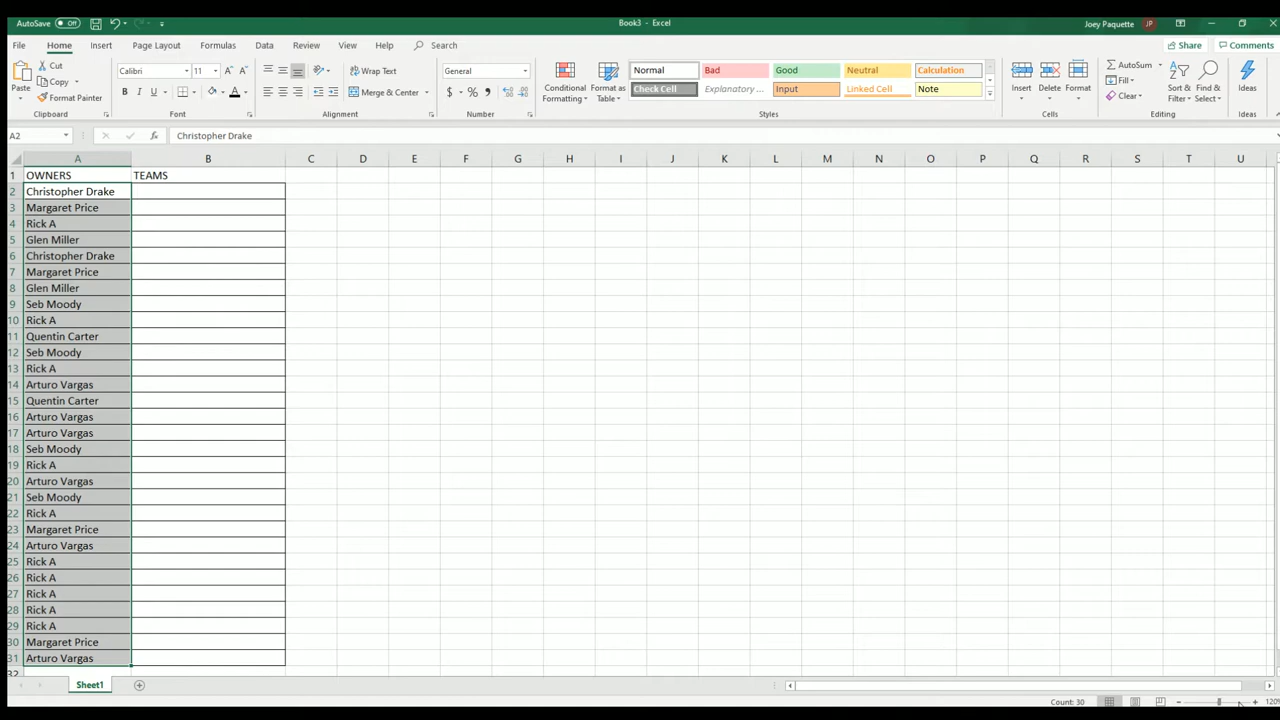 AutoSave Off Book3 - Excel Joey Paquette JP
File Home Insert Page Layout Formulas Data Review View Help Search Share Comments
Paste Cut Copy Format Painter Clipboard
Calibri 11 B I U A Font
Wrap Text Merge & Center Alignment
General $ % Number
Conditional Formatting Format as Table
Normal Bad Good Neutral Calculation
Check Cell Explanatory ... Input Linked Cell Note
Styles
Insert Delete Format Cells
AutoSum Fill Clear Sort & Filter Find & Select Editing
Ideas Ideas
A2 fx Christopher Drake
A B C D E F G H I J K L M N O P Q R S T U
1 OWNERS TEAMS
2 Christopher Drake
3 Margaret Price
4 Rick A
5 Glen Miller
6 Christopher Drake
7 Margaret Price
8 Glen Miller
9 Seb Moody
10 Rick A
11 Quentin Carter
12 Seb Moody
13 Rick A
14 Arturo Vargas
15 Quentin Carter
16 Arturo Vargas
17 Arturo Vargas
18 Seb Moody
19 Rick A
20 Arturo Vargas
21 Seb Moody
22 Rick A
23 Margaret Price
24 Arturo Vargas
25 Rick A
26 Rick A
27 Rick A
28 Rick A
29 Rick A
30 Margaret Price
31 Arturo Vargas
32
Sheet1
Count: 30 120%